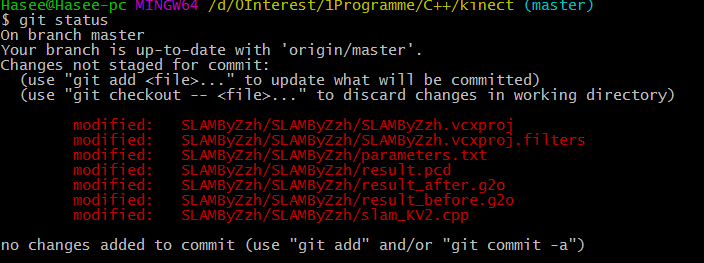 Hasee@Hasee-pc MINGW64 /d/0Interest/1Programme/C++/kinect (master)
$ git status
On branch master
Your branch is up-to-date with 'origin/master'.
Changes not staged for commit:
  (use "git add <file>..." to update what will be committed)
  (use "git checkout -- <file>..." to discard changes in working directory)

        modified:   SLAMByZzh/SLAMByZzh/SLAMByZzh.vcxproj
        modified:   SLAMByZzh/SLAMByZzh/SLAMByZzh.vcxproj.filters
        modified:   SLAMByZzh/SLAMByZzh/parameters.txt
        modified:   SLAMByZzh/SLAMByZzh/result.pcd
        modified:   SLAMByZzh/SLAMByZzh/result_after.g2o
        modified:   SLAMByZzh/SLAMByZzh/result_before.g2o
        modified:   SLAMByZzh/SLAMByZzh/slam_KV2.cpp

no changes added to commit (use "git add" and/or "git commit -a")